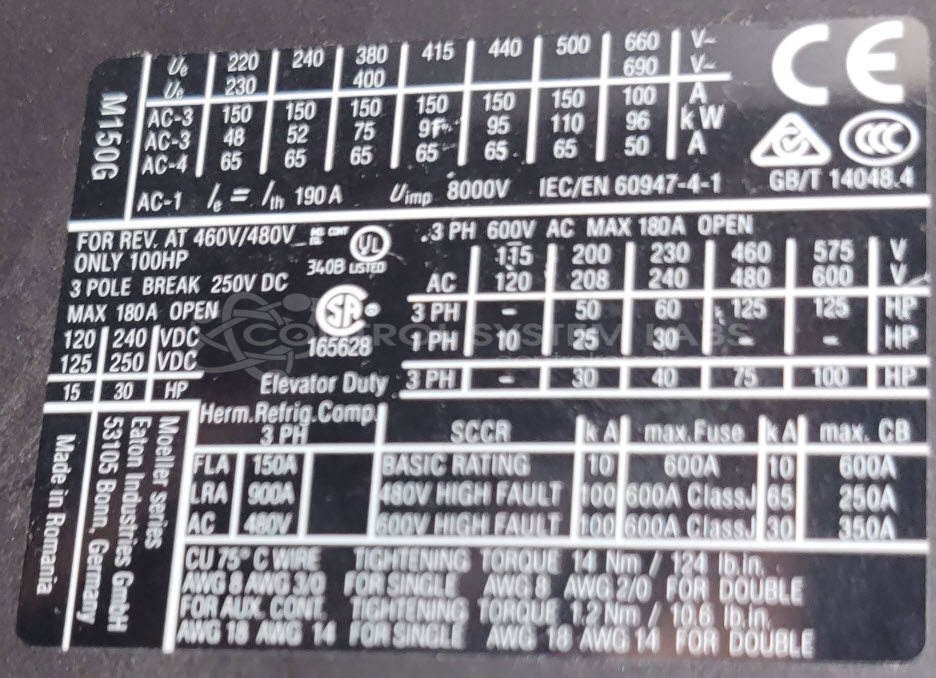 M150G
Ue 220 240 380 415 440 500 660 V~
Ue 230 400 690 V~
AC-3 150 150 150 150 150 150 100 A
AC-3 48 52 75 91 95 110 96 kW
AC-4 65 65 65 65 65 65 50 A
AC-1 Ie = Ith 190 A Uimp 8000V IEC/EN 60947-4-1 GB/T 14048.4
CE
CCC
FOR REV. AT 460V/480V
ONLY 100HP
IND. CONT.
EQ.
UL
340B LISTED
3 POLE BREAK 250V DC
MAX 180A OPEN
120 240 VDC
125 250 VDC
15 30 HP
SA
165628
3 PH 600V AC MAX 180A OPEN
115 200 230 460 575 V
AC 120 208 240 480 600 V
3 PH - 50 60 125 125 HP
1 PH 10 25 30 - - HP
Elevator Duty 3 PH - 30 40 75 100 HP
CONTROL SYSTEM LABS
Moeller series
Eaton Industries GmbH
53105 Bonn, Germany
Made in Romania
Herm.Refrig.Comp.
3 PH
FLA 150A
LRA 900A
AC 480V
SCCR kA max.Fuse kA max. CB
BASIC RATING 10 600A 10 600A
480V HIGH FAULT 100 600A ClassJ 65 250A
600V HIGH FAULT 100 600A ClassJ 30 350A
CU 75° C WIRE TIGHTENING TORQUE 14 Nm / 124 lb.in.
AWG 8 AWG 3/0 FOR SINGLE AWG 8 AWG 2/0 FOR DOUBLE
FOR AUX. CONT. TIGHTENING TORQUE 1.2 Nm / 10.6 lb.in.
AWG 18 AWG 14 FOR SINGLE AWG 18 AWG 14 FOR DOUBLE